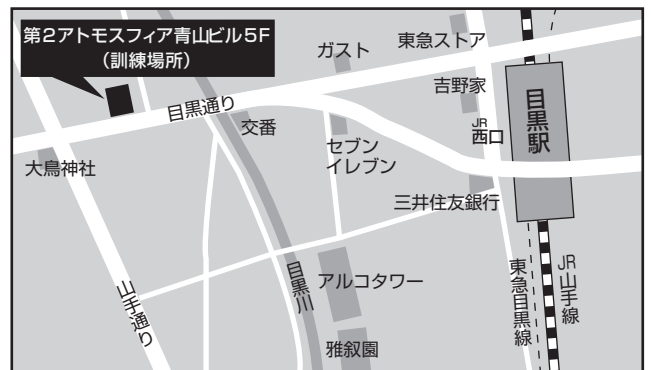 第2アトモスフィア青山ビル5F
（訓練場所）
ガスト
東急ストア
吉野家
目黒通り
交番
JR
西口
目黒駅
セブン
イレブン
大鳥神社
三井住友銀行
山手通り
目黒川
アルコタワー
東急目黒線
JR山手線
雅叙園